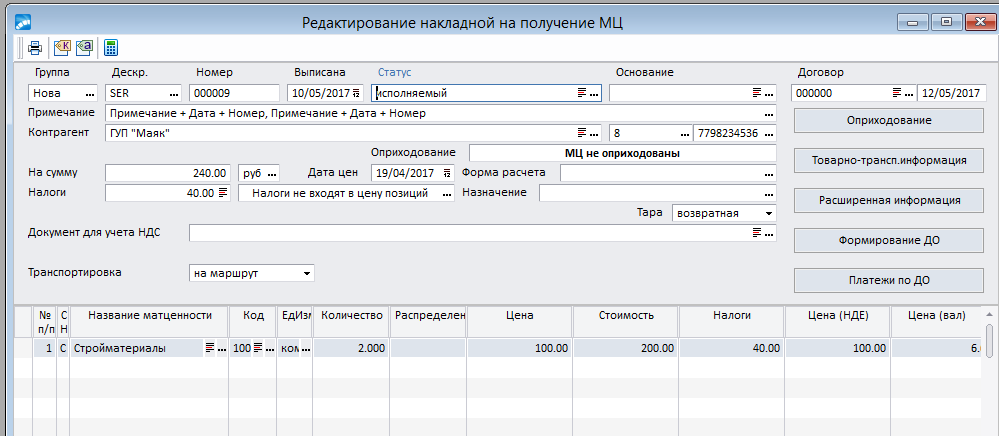 Редактирование накладной на получение МЦ
Группа Дескр. Номер Выписана Статус Основание Договор
Нова ... SER ... 000009 10/05/2017 исполняемый ... ... 000000 ... 12/05/2017
Примечание Примечание + Дата + Номер, Примечание + Дата + Номер ...
Контрагент ГУП "Маяк" ... 8 ... 7798234536 ...
Оприходование
Оприходование МЦ не оприходованы
Товарно-трансп.информация
На сумму 240.00 руб ... Дата цен 19/04/2017 Форма расчета ...
Налоги 40.00 Налоги не входят в цену позиций ... Назначение ...
Расширенная информация
Тара возвратная
Документ для учета НДС ...
Формирование ДО
Транспортировка на маршрут
Платежи по ДО
№ п/п С Н Название матценности Код ЕдИзм Количество Распределен Цена Стоимость Налоги Цена (НДЕ) Цена (вал)
1 С Стройматериалы ... 100 ... ком ... 2.000 100.00 200.00 40.00 100.00 6.